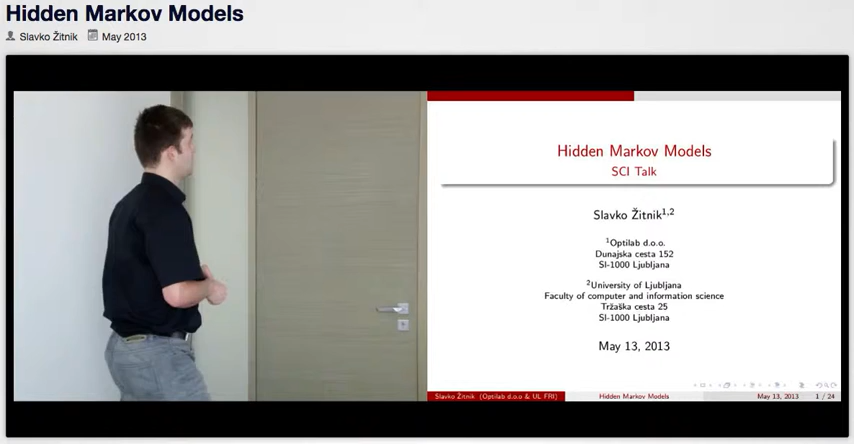 Hidden Markov Models
Slavko Žitnik May 2013
Hidden Markov Models
SCI Talk
Slavko Žitnik1,2
1Optilab d.o.o.
Dunajska cesta 152
SI-1000 Ljubljana
2University of Ljubljana
Faculty of computer and information science
Tržaška cesta 25
SI-1000 Ljubljana
May 13, 2013
Slavko Žitnik (Optilab d.o.o & UL FRI) Hidden Markov Models May 13, 2013 1 / 24